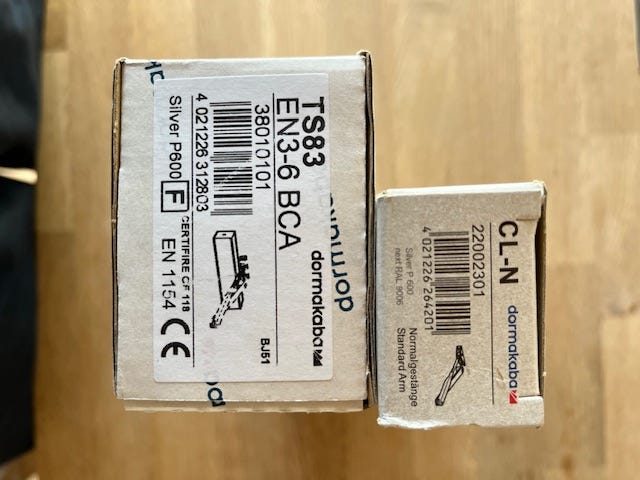 TS83
EN3-6 BCA
38010101
4 021226 312803
Silver P600
F
CERTIFIRE CF 118
EN 1154
CE
dormakaba
BJ51
CL-N
22002301
4 021226 264201
Silver P 600
next RAL 9006
Normalgestänge
Standard Arm
dormakaba